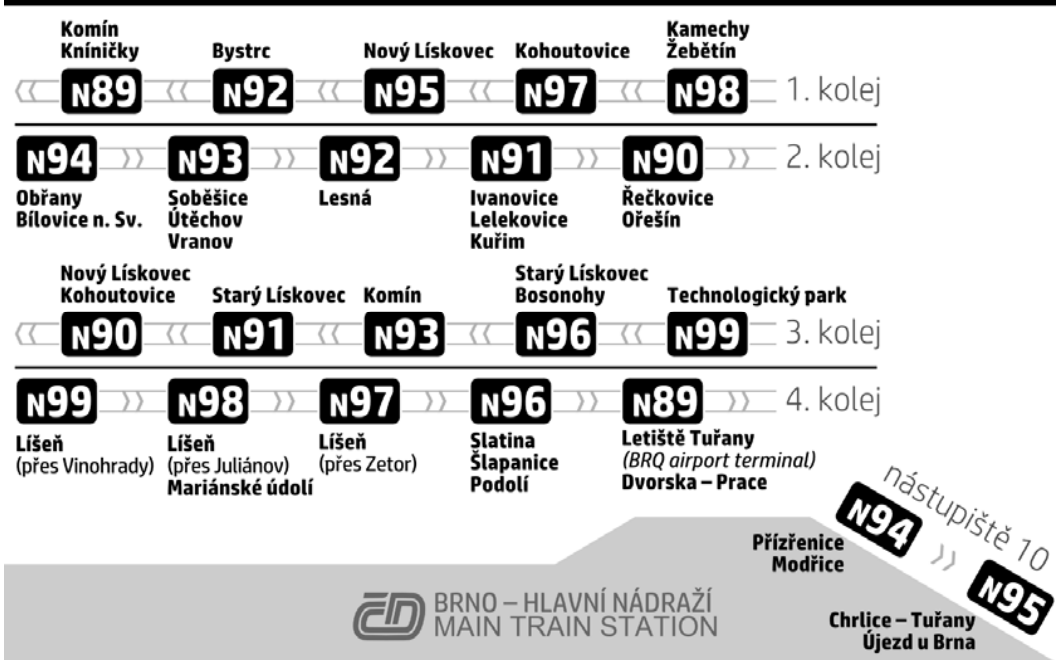 Komín
Kníničky
Bystrc
Nový Lískovec
Kohoutovice
Kamechy
Žebětín
N89 N92 N95 N97 N98 1. kolej
N94 N93 N92 N91 N90 2. kolej
Obřany
Bílovice n. Sv.
Soběšice
Útěchov
Vranov
Lesná
Ivanovice
Lelekovice
Kuřim
Řečkovice
Ořešín
Nový Lískovec
Kohoutovice
Starý Lískovec
Komín
Starý Lískovec
Bosonohy
Technologický park
N90 N91 N93 N96 N99 3. kolej
N99 N98 N97 N96 N89 4. kolej
Líšeň
(přes Vinohrady)
Líšeň
(přes Juliánov)
Mariánské údolí
Líšeň
(přes Zetor)
Slatina
Šlapanice
Podolí
Letiště Tuřany
(BRQ airport terminal)
Dvorska – Prace
nástupiště 10
N94 N95
Přízřenice
Modřice
ČD
BRNO – HLAVNÍ NÁDRAŽÍ
MAIN TRAIN STATION
Chrlice – Tuřany
Újezd u Brna